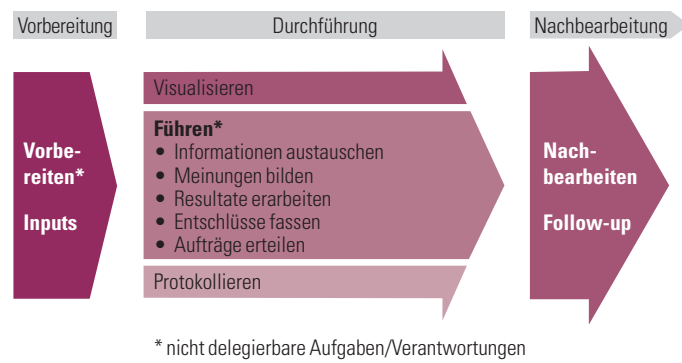 Vorbereitung
Durchführung
Nachbearbeitung
Vorbe-
reiten*
Inputs
Visualisieren
Führen*
• Informationen austauschen
• Meinungen bilden
• Resultate erarbeiten
• Entschlüsse fassen
• Aufträge erteilen
Protokollieren
Nach-
bearbeiten
Follow-up
* nicht delegierbare Aufgaben/Verantwortungen